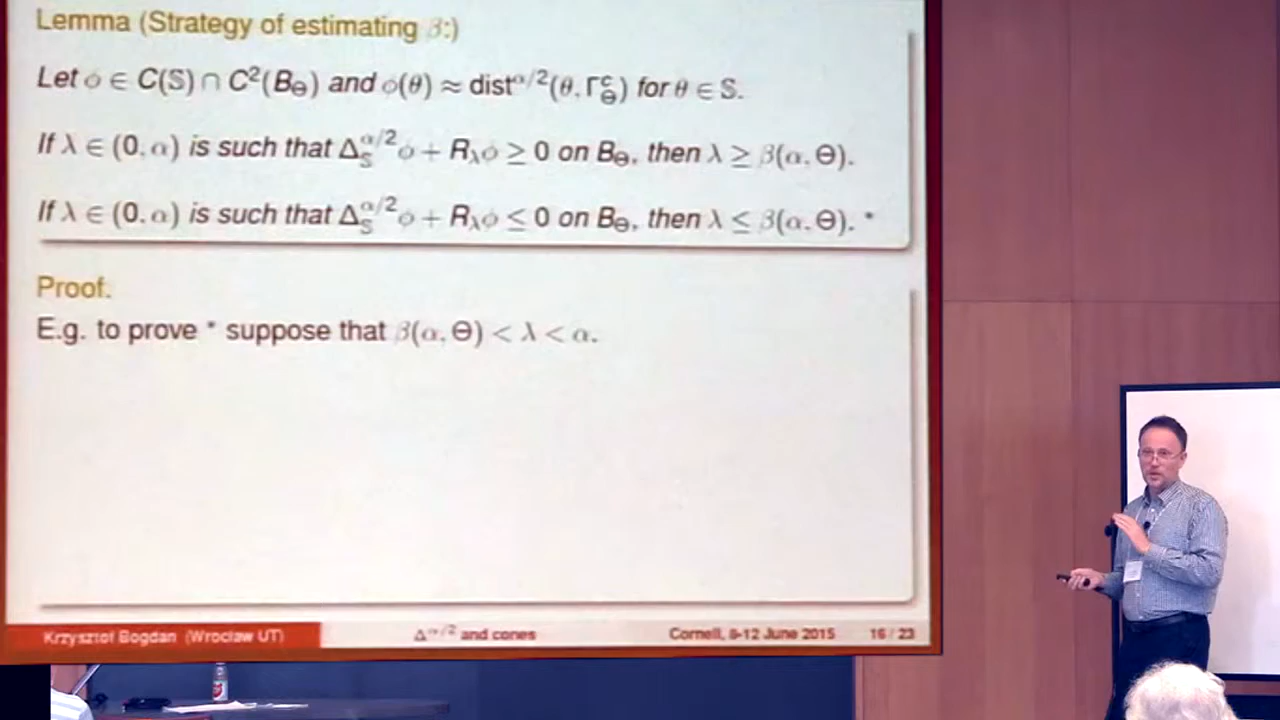 Lemma (Strategy of estimating β:)
Let ϕ ∈ C(𝕊) ∩ C²(B_Θ) and ϕ(θ) ≈ dist^{α/2}(θ, Γ^c_Θ) for θ ∈ 𝕊.
If λ ∈ (0, α) is such that Δ_𝕊^{α/2}ϕ + R_λϕ ≥ 0 on B_Θ, then λ ≥ β(α, Θ).
If λ ∈ (0, α) is such that Δ_𝕊^{α/2}ϕ + R_λϕ ≤ 0 on B_Θ, then λ ≤ β(α, Θ). *
Proof.
E.g. to prove * suppose that β(α, Θ) < λ < α.
Krzysztof Bogdan (Wrocław UT) Δ^{α/2} and cones Cornell, 8-12 June 2015 16 / 23